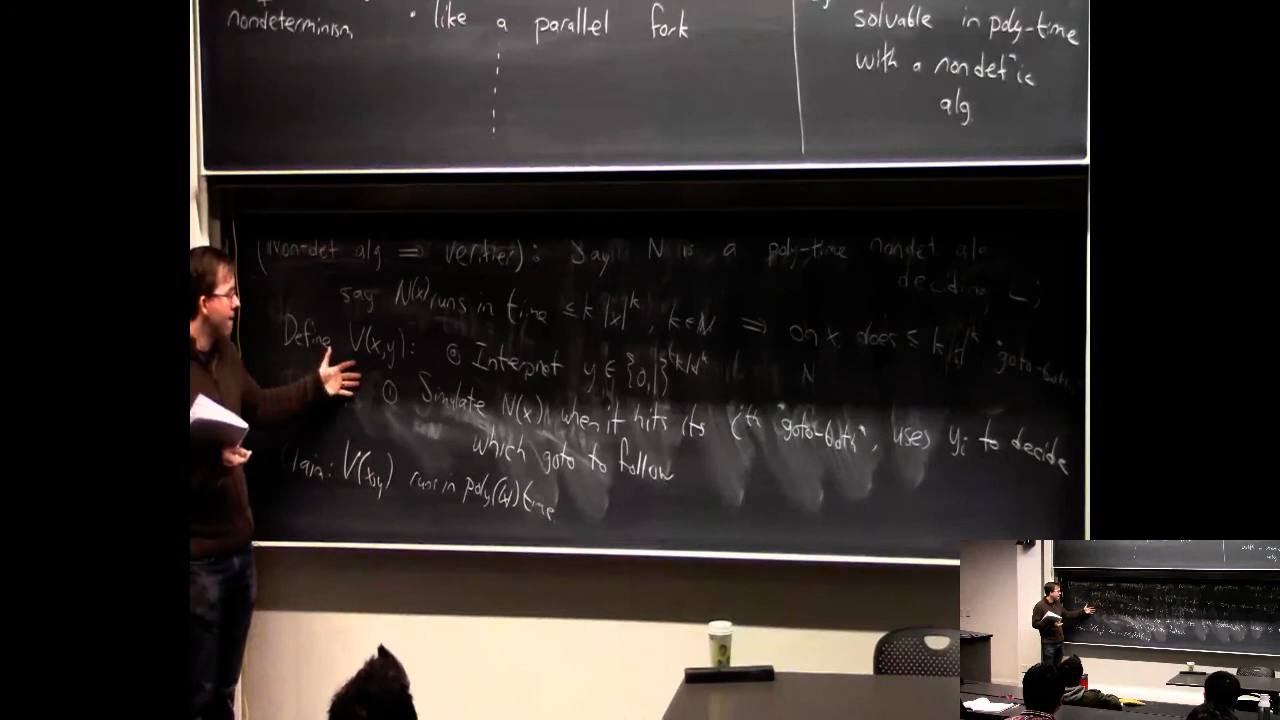 nondeterminism
• like a parallel fork
solvable in poly-time
with a nondet'ic
alg
(Non-det alg ⟹ verifier): Say N is a poly-time nondet alg
deciding L;
say N(x) runs in time ≤ k|x|^k, k∈ℕ ⟹ on x does ≤ k|x|^k "goto-both"
N
Define V(x,y): ⓪ Interpret y ∈ {0,1}^{k|x|^k}
① Simulate N(x), when it hits its i^th "goto-both", uses y_i to decide
which goto to follow
Claim: V(x,y) runs in poly(|x|) time